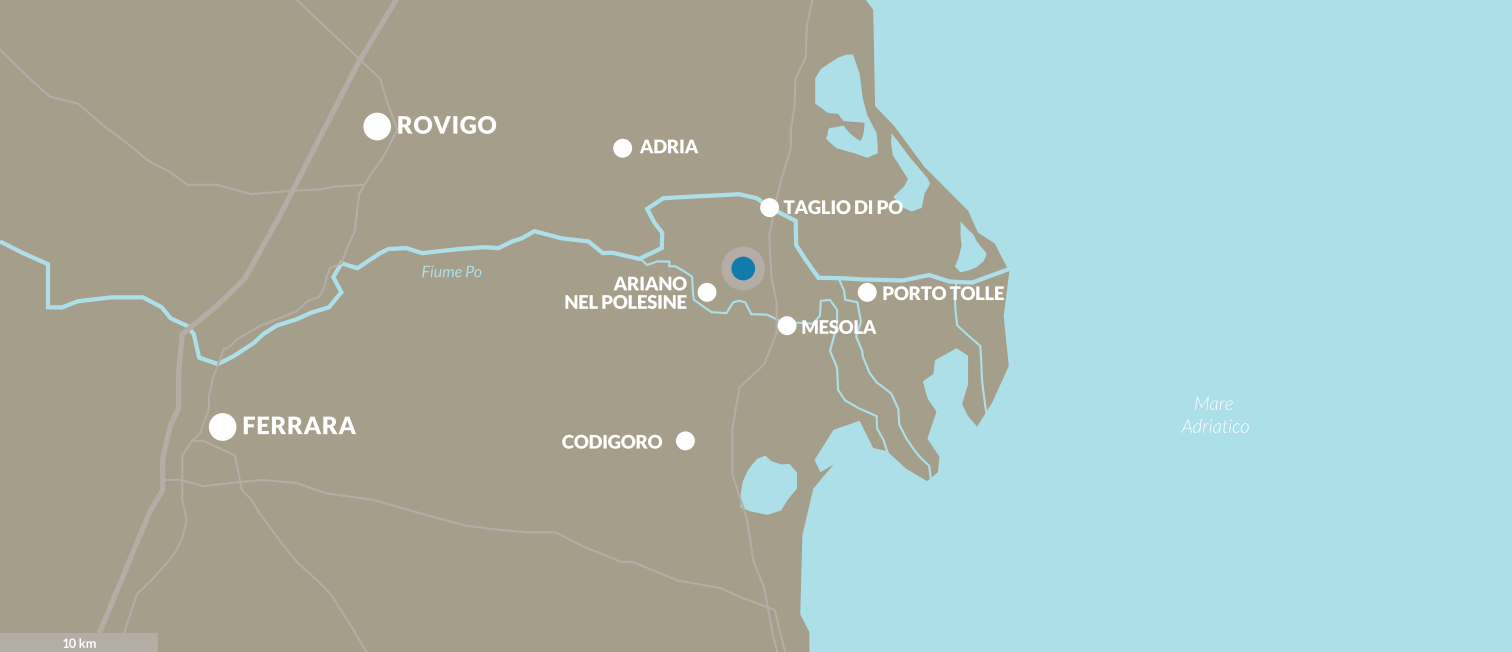 ROVIGO
ADRIA
TAGLIO DI PO
Fiume Po
ARIANO
NEL POLESINE
PORTO TOLLE
MESOLA
Mare
Adriatico
FERRARA
CODIGORO
10 km